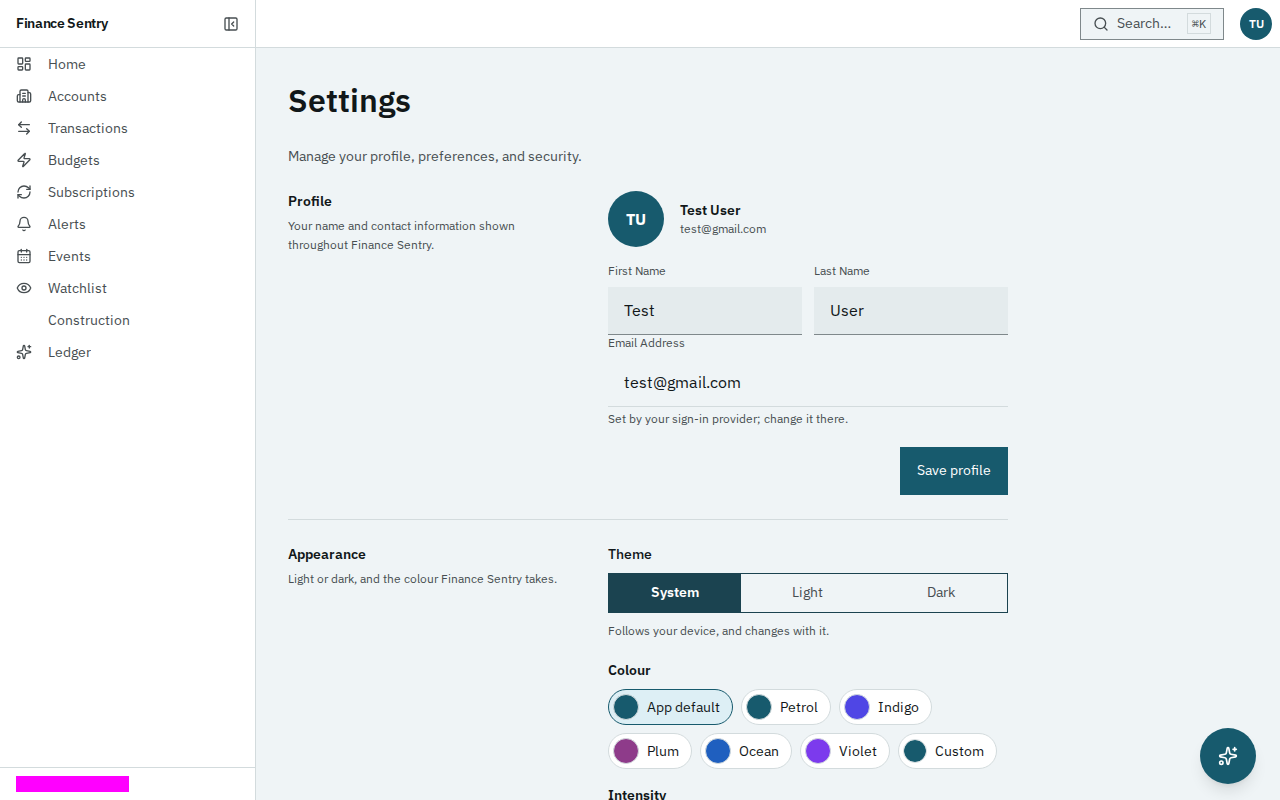 Finance Sentry
Search...
⌘K
TU
Home
Accounts
Transactions
Budgets
Subscriptions
Alerts
Events
Watchlist
Construction
Ledger
Settings
Manage your profile, preferences, and security.
Profile
Your name and contact information shown
throughout Finance Sentry.
TU
Test User
test@gmail.com
First Name
Last Name
Test
User
Email Address
test@gmail.com
Set by your sign-in provider; change it there.
Save profile
Appearance
Light or dark, and the colour Finance Sentry takes.
Theme
System
Light
Dark
Follows your device, and changes with it.
Colour
App default
Petrol
Indigo
Plum
Ocean
Violet
Custom
Intensity